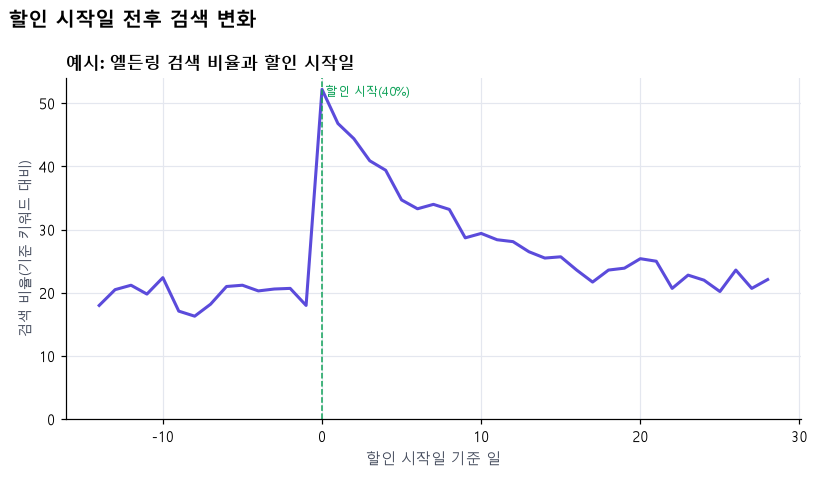 할인 시작일 전후 검색 변화
예시: 엘든링 검색 비율과 할인 시작일
할인 시작(40%)
검색 비율(기준 키워드 대비)
50
40
30
20
10
0
-10
0
10
20
30
할인 시작일 기준 일